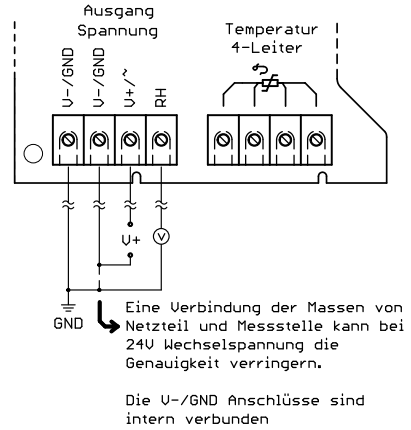 Ausgang
Spannung
Temperatur
4-Leiter
V-/GND
V-/GND
V+/~
RH
V+
V
GND
Eine Verbindung der Massen von
Netzteil und Messstelle kann bei
24V Wechselspannung die
Genauigkeit verringern.
Die V-/GND Anschlüsse sind
intern verbunden